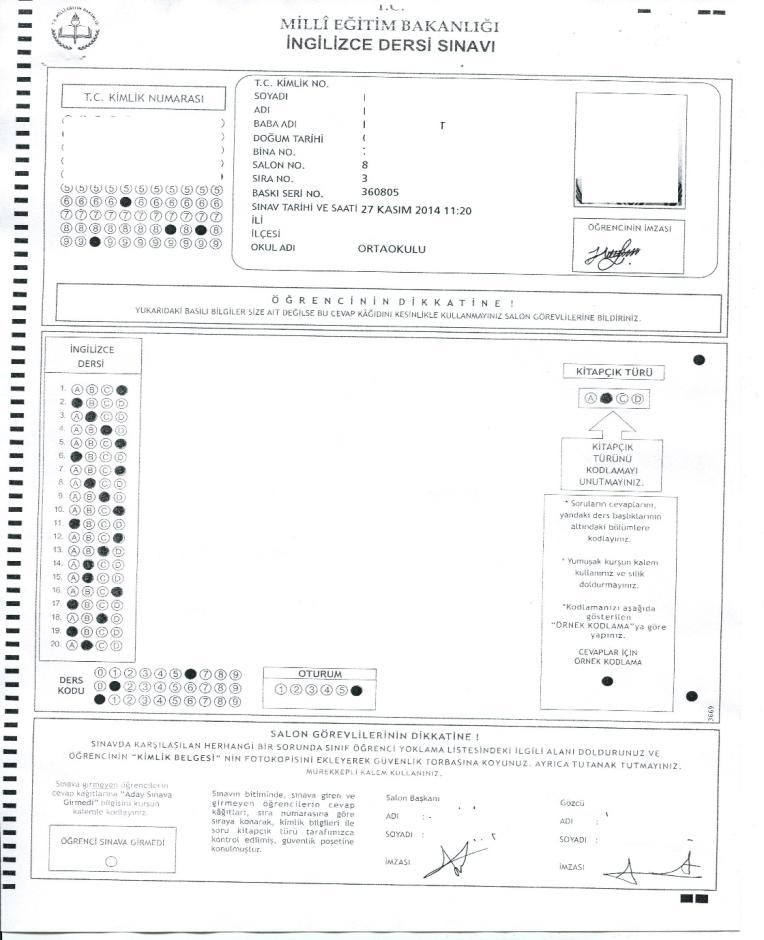 T.C.
MİLLÎ EĞİTİM BAKANLIĞI
İNGİLİZCE DERSİ SINAVI
T.C. KİMLİK NUMARASI
T.C. KİMLİK NO.
SOYADI
ADI
BABA ADI
DOĞUM TARİHİ
BİNA NO.
SALON NO. 8
SIRA NO. 3
BASKI SERİ NO. 360805
SINAV TARİHİ VE SAATİ 27 KASIM 2014 11:20
İLİ
İLÇESİ
OKUL ADI ORTAOKULU
ÖĞRENCİNİN İMZASI
ÖĞRENCİNİN DİKKATİNE !
YUKARIDAKİ BASILI BİLGİLER SİZE AİT DEĞİLSE BU CEVAP KÂĞIDINI KESİNLİKLE KULLANMAYINIZ SALON GÖREVLİLERİNE BİLDİRİNİZ.
İNGİLİZCE
DERSİ
1. A B C
2. B C D
3. A C D
4. A B D
5. A B C
6. B C D
7. A B C
8. A C D
9. A B D
10. A B C
11. B C D
12. A B C
13. A B D
14. A C D
15. A C D
16. A B C
17. B C D
18. A B D
19. B C D
20. A C D
KİTAPÇIK TÜRÜ
A C D
KİTAPÇIK
TÜRÜNÜ
KODLAMAYI
UNUTMAYINIZ.
* Soruların cevaplarını,
yandaki ders başlıklarının
altındaki bölümlere
kodlayınız.
* Yumuşak kurşun kalem
kullanınız ve silik
doldurmayınız.
*Kodlamanızı aşağıda
gösterilen
"ÖRNEK KODLAMA"ya göre
yapınız.
CEVAPLAR İÇİN
ÖRNEK KODLAMA
DERS
KODU
0 1 2 3 4 5 7 8 9
0 2 3 4 5 6 7 8 9
1 2 3 4 5 6 7 8 9
OTURUM
1 2 3 4 5
3669
SALON GÖREVLİLERİNİN DİKKATİNE !
SINAVDA KARŞILAŞILAN HERHANGİ BİR SORUNDA SINIF ÖĞRENCİ YOKLAMA LİSTESİNDEKİ İLGİLİ ALANI DOLDURUNUZ VE
ÖĞRENCİNİN "KİMLİK BELGESİ" NİN FOTOKOPİSİNİ EKLEYEREK GÜVENLİK TORBASINA KOYUNUZ. AYRICA TUTANAK TUTMAYINIZ.
MÜREKKEPLİ KALEM KULLANINIZ.
Sınava girmeyen öğrencilerin
cevap kağıtlarına "Aday Sınava
Girmedi" bilgisini kurşun
kalemle kodlayınız.
ÖĞRENCİ SINAVA GİRMEDİ
Sınavın bitiminde, sınava giren ve
girmeyen öğrencilerin cevap
kâğıtları, sıra numarasına göre
sıraya konarak, kimlik bilgileri ile
soru kitapçık türü tarafımızca
kontrol edilmiş, güvenlik poşetine
konulmuştur.
Salon Başkanı
ADI :
SOYADI :
İMZASI
Gözcü
ADI :
SOYADI :
İMZASI